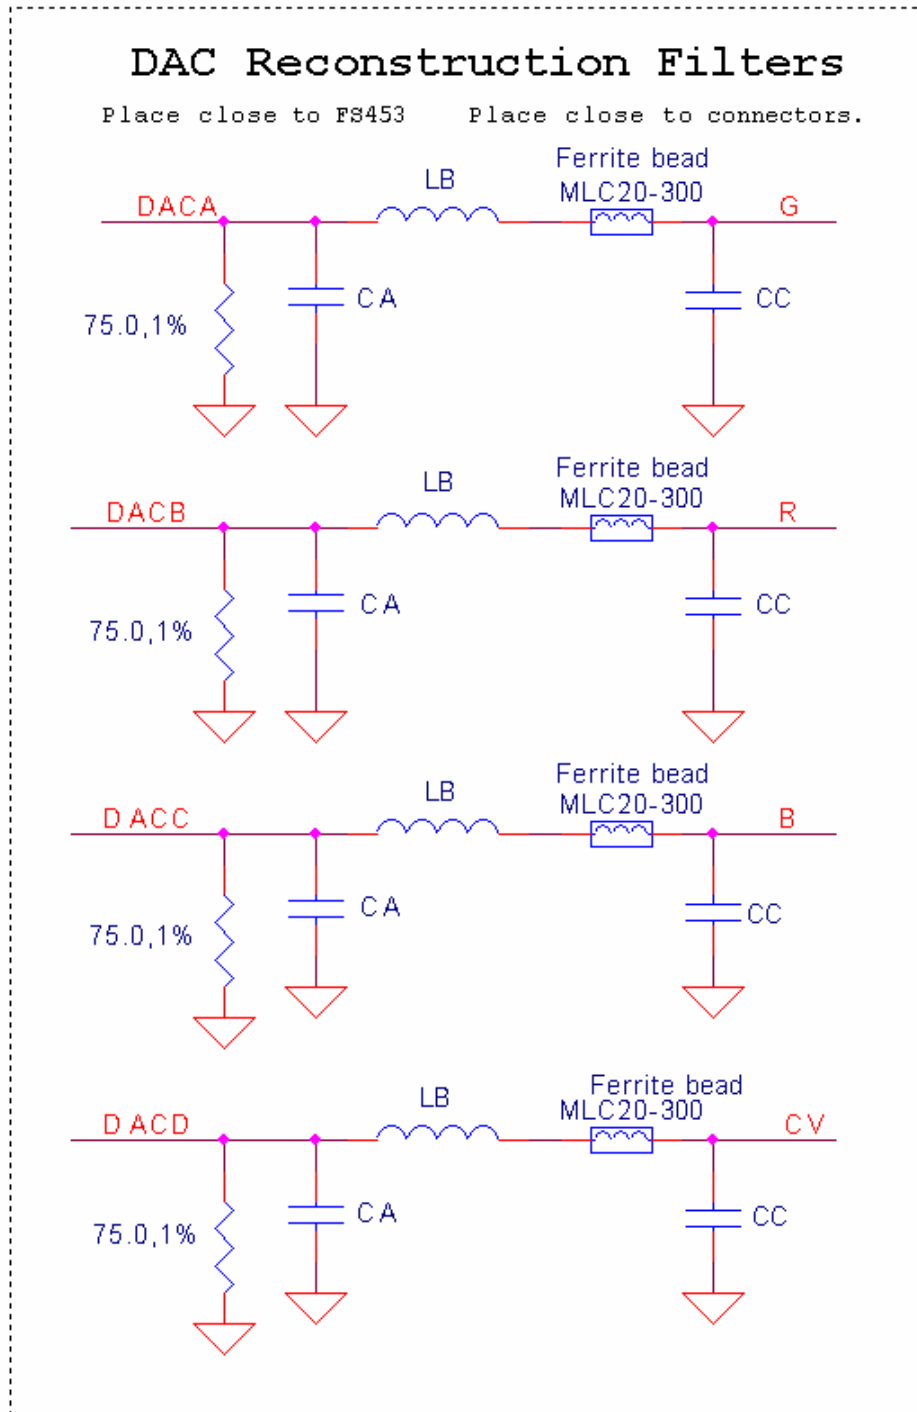 DAC Reconstruction Filters
Place close to FS453 Place close to connectors.
Ferrite bead
MLC20-300
LB
DACA
G
CA
CC
75.0,1%
Ferrite bead
MLC20-300
LB
DACB
R
CA
CC
75.0,1%
Ferrite bead
MLC20-300
LB
DACC
B
CA
CC
75.0,1%
Ferrite bead
MLC20-300
LB
DACD
CV
CA
CC
75.0,1%